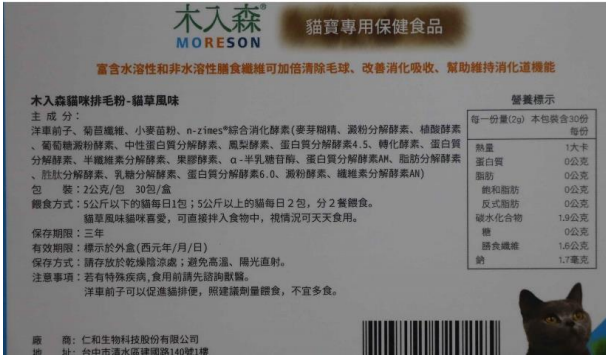 木入森®
MORESON
貓寶專用保健食品
富含水溶性和非水溶性膳食纖維可加倍清除毛球、改善消化吸收、幫助維持消化道機能
木入森貓咪排毛粉-貓草風味
主 成 分：
洋車前子、菊苣纖維、小麥苗粉、n-zimes®綜合消化酵素(麥芽糊精、澱粉分解酵素、植酸酵素
、葡萄糖澱粉酵素、中性蛋白質分解酵素、鳳梨酵素、蛋白質分解酵素4.5、轉化酵素、蛋白質
分解酵素、半纖維素分解酵素、果膠酵素、α-半乳糖苷酶、蛋白質分解酵素AM、脂肪分解酵素
、胜肽分解酵素、乳糖分解酵素、蛋白質分解酵素6.0、澱粉酵素、纖維素分解酵素AN)
包 裝：2公克/包 30包/盒
餵食方式：5公斤以下的貓每日1包；5公斤以上的貓每日2包，分2餐餵食。
貓草風味貓咪喜愛，可直接拌入食物中，視情況可天天食用。
保存期限：三年
有效期限：標示於外盒(西元年/月/日)
保存方式：請存放於乾燥陰涼處；避免高溫、陽光直射。
注意事項：若有特殊疾病,食用前請先諮詢獸醫。
洋車前子可以促進貓排便，照建議劑量餵食，不宜多食。
廠 商：仁和生物科技股份有限公司
地 址：台中市清水區建國路140號1樓
營養標示
每一份量(2g) 本包裝含30份
每份
熱量 1大卡
蛋白質 0公克
脂肪 0公克
飽和脂肪 0公克
反式脂肪 0公克
碳水化合物 1.9公克
糖 0公克
膳食纖維 1.6公克
鈉 1.7毫克